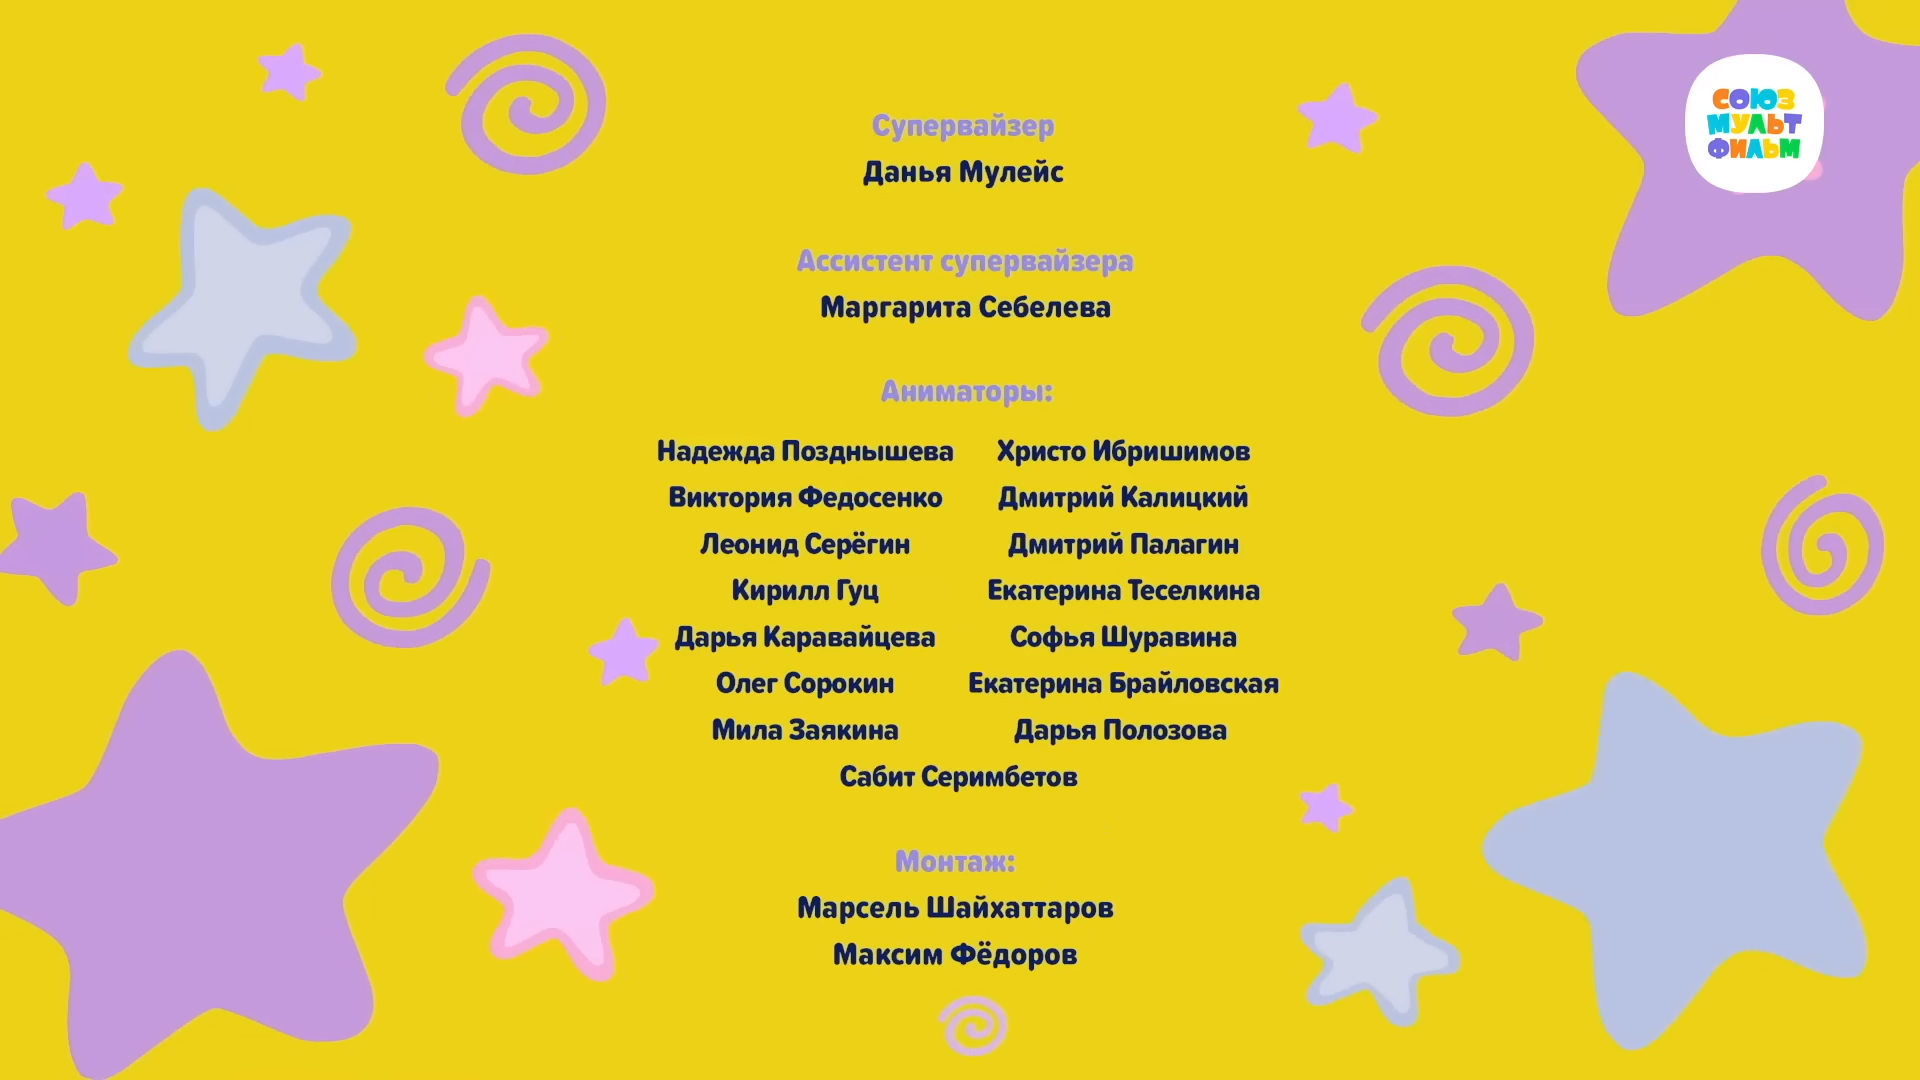 СОЮЗ
МУЛЬТ
ФИЛЬМ
Супервайзер
Данья Мулейс
Ассистент супервайзера
Маргарита Себелева
Аниматоры:
Надежда Позднышева Христо Ибришимов
Виктория Федосенко Дмитрий Калицкий
Леонид Серёгин Дмитрий Палагин
Кирилл Гуц Екатерина Теселкина
Дарья Каравайцева Софья Шуравина
Олег Сорокин Екатерина Брайловская
Мила Заякина Дарья Полозова
Сабит Серимбетов
Монтаж:
Марсель Шайхаттаров
Максим Фёдоров